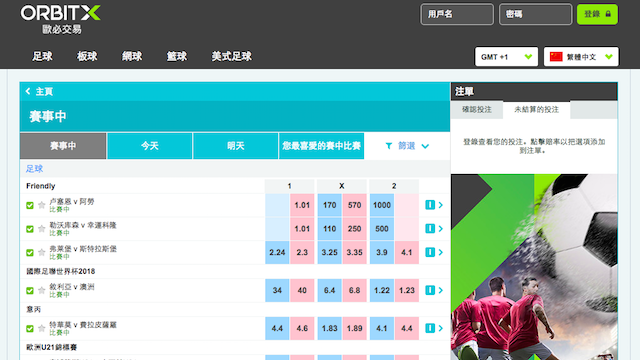 ORBITX
歐必交易
用戶名
密碼
登錄
足球 板球 網球 籃球 美式足球
GMT +1
繁體中文
主頁
賽事中
賽事中 今天 明天 您最喜愛的賽中比賽 篩選
足球
Friendly 1 X 2
卢塞恩 v 阿勞
比賽中
1.01 170 570 1000
勒沃库森 v 幸運科隆
比賽中
1.01 110 250 500
弗萊堡 v 斯特拉斯堡
比賽中
2.24 2.3 3.25 3.35 3.9 4.1
國際足聯世界杯2018
敘利亞 v 澳洲
比賽中
34 40 6.4 6.8 1.22 1.23
意丙
特華莫 v 費拉皮薩羅
比賽中
4.4 4.6 1.83 1.89 4.1 4.4
歐洲U21錦標賽
注單
確認投注 未結算的投注
登錄查看您的投注。點擊賠率以把選項添加
到注單。